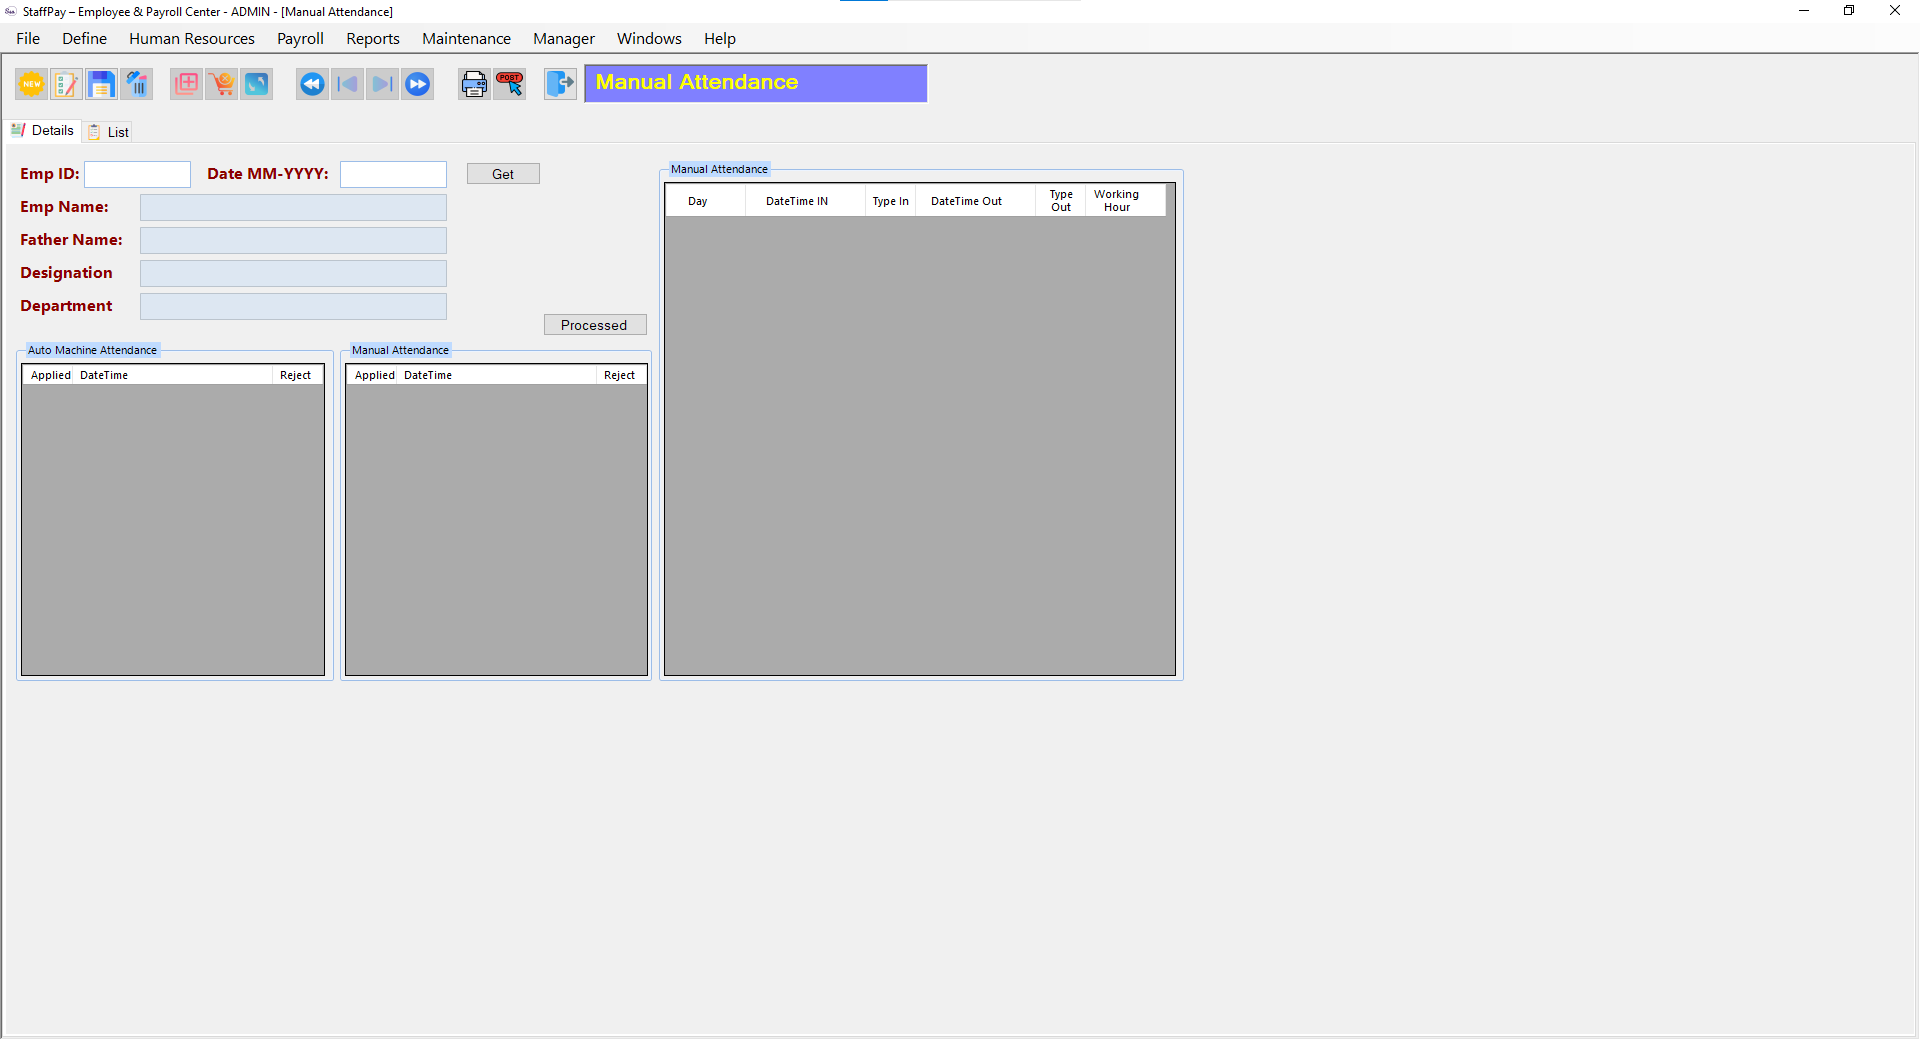 StaffPay – Employee & Payroll Center - ADMIN - [Manual Attendance]
File Define Human Resources Payroll Reports Maintenance Manager Windows Help
NEW POST Manual Attendance
Details List
Emp ID: Date MM-YYYY: Get
Emp Name:
Father Name:
Designation
Department
Processed
Auto Machine Attendance
Applied DateTime Reject
Manual Attendance
Applied DateTime Reject
Manual Attendance
Day DateTime IN Type In DateTime Out Type Out Working Hour